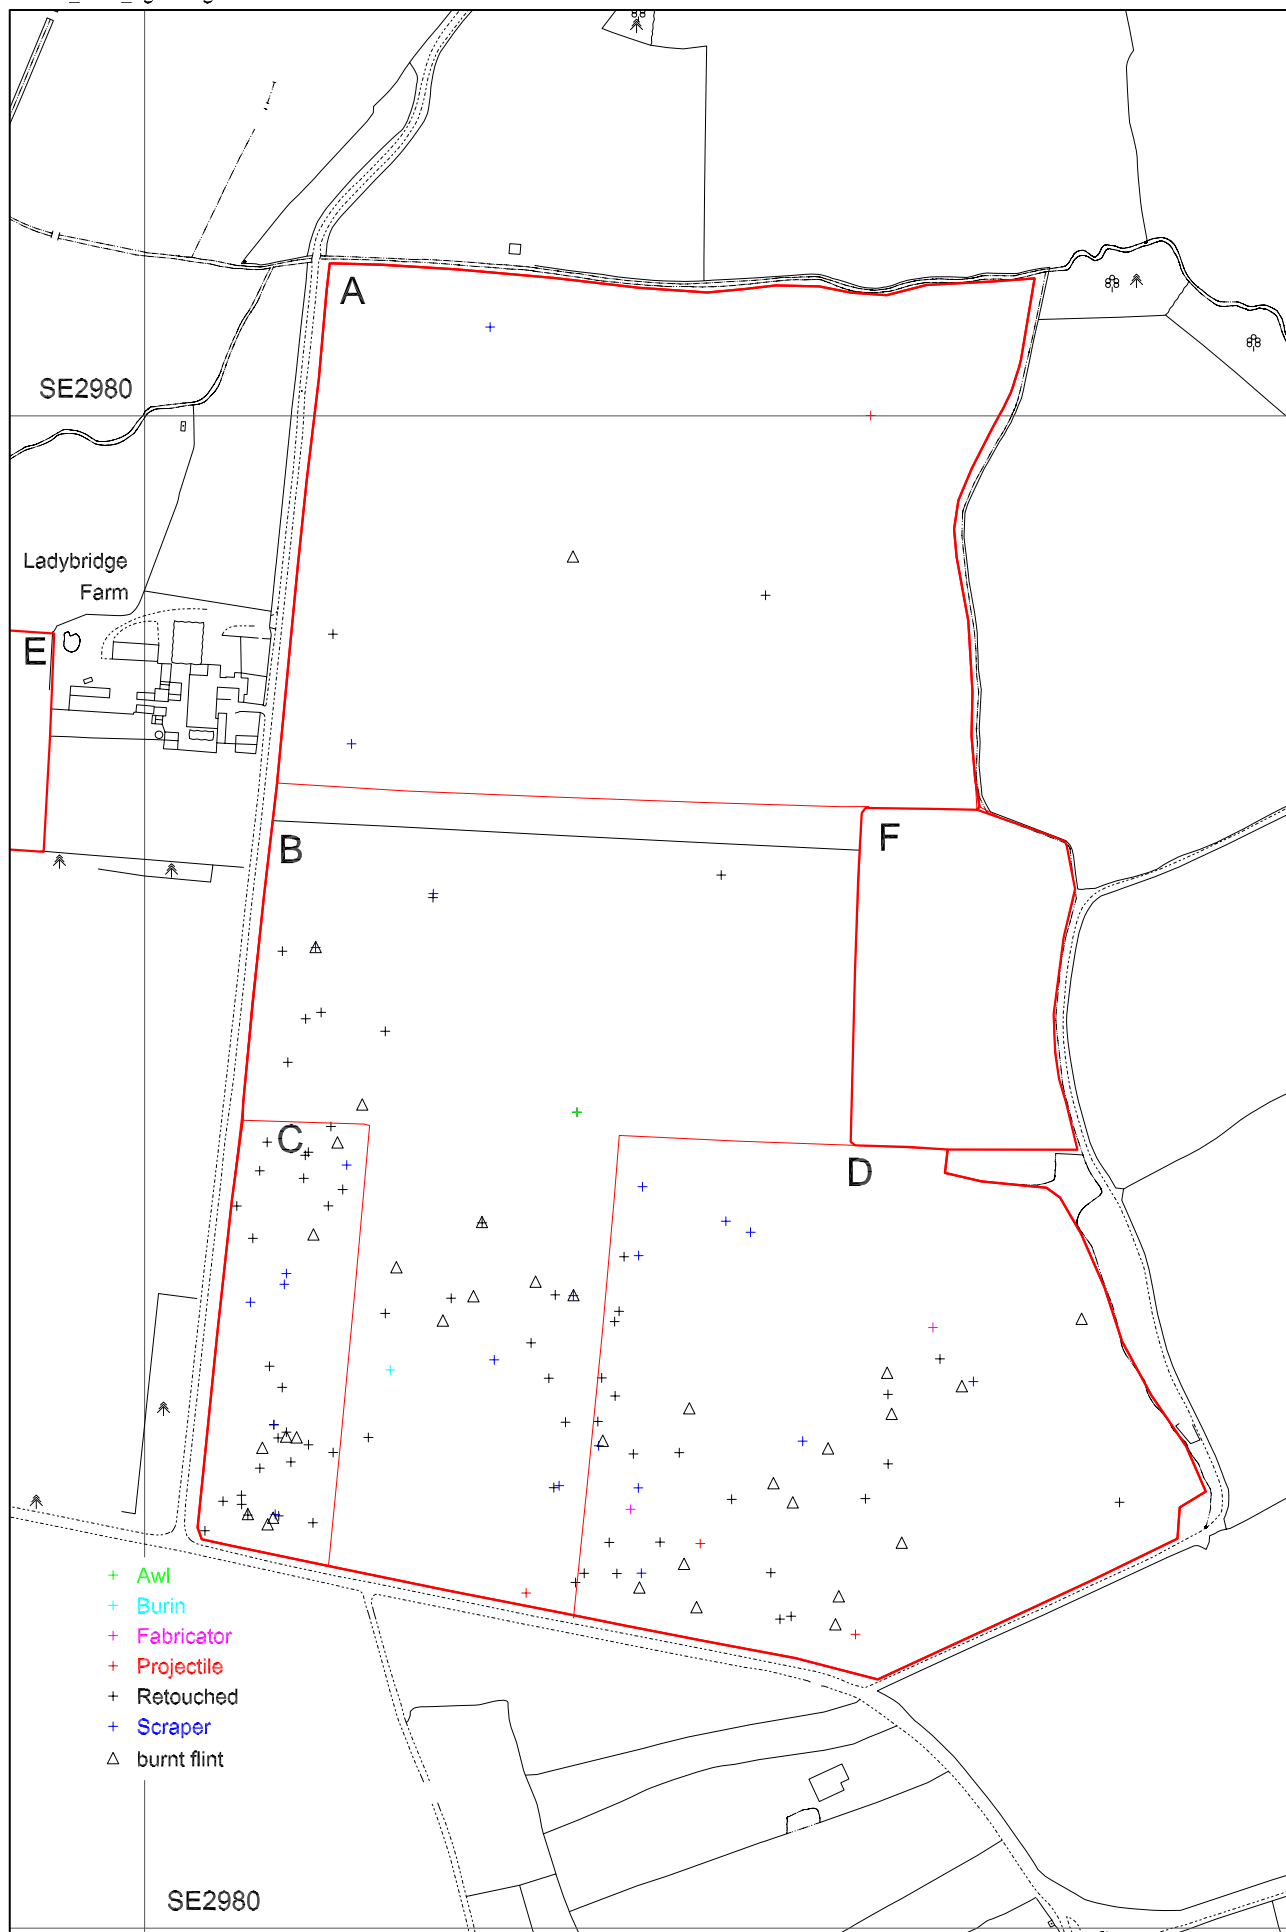 A
SE2980
Ladybridge
Farm
E
B
F
C
D
Awl
Burin
Fabricator
Projectile
Retouched
Scraper
burnt flint
SE2980